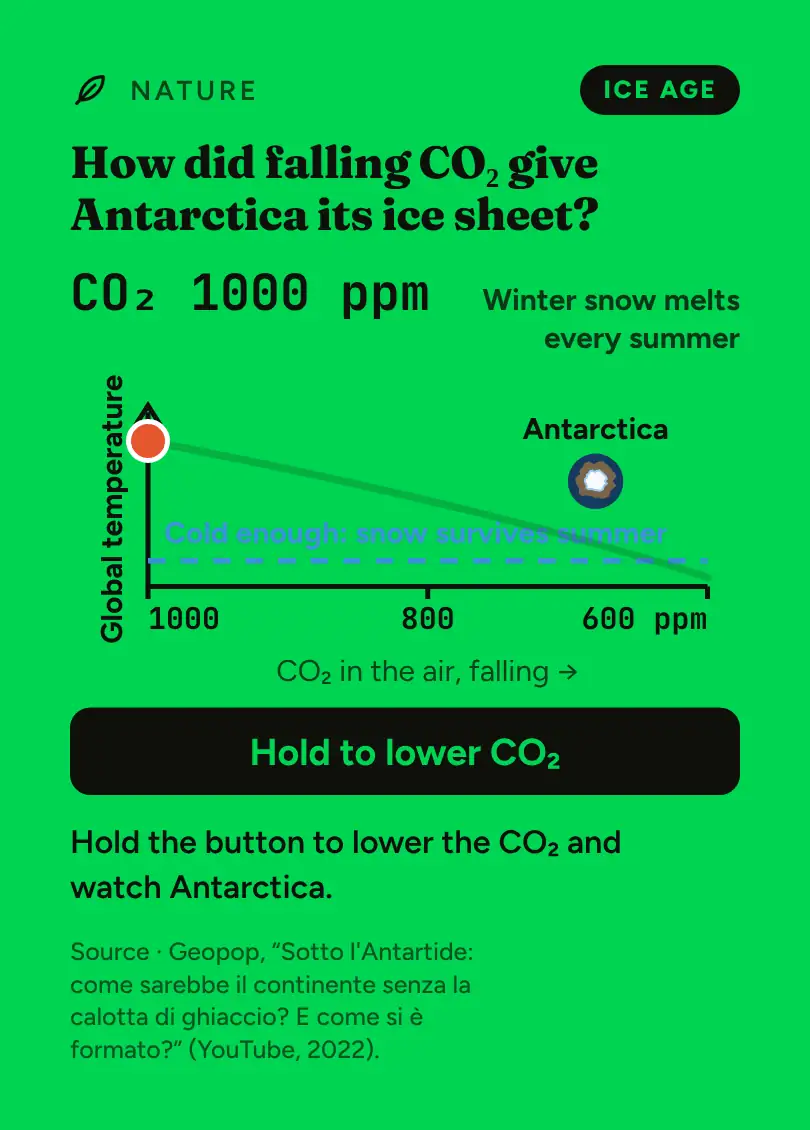 NATURE
ICE AGE
How did falling CO₂ give
Antarctica its ice sheet?
CO₂ 1000 ppm
Winter snow melts
every summer
Global temperature
Antarctica
Cold enough: snow survives summer
1000
800
600 ppm
CO₂ in the air, falling →
Hold to lower CO₂
Hold the button to lower the CO₂ and
watch Antarctica.
Source · Geopop, “Sotto l'Antartide:
come sarebbe il continente senza la
calotta di ghiaccio? E come si è
formato?” (YouTube, 2022).